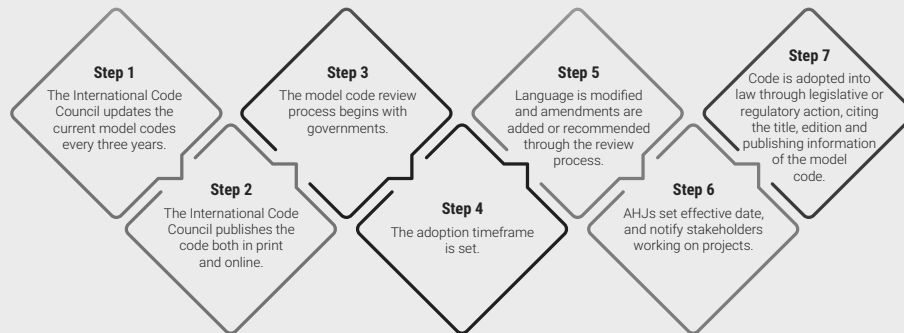 Step 1
The International Code
Council updates the
current model codes
every three years.
Step 2
The International Code
Council publishes the
code both in print
and online.
Step 3
The model code review
process begins with
governments.
Step 4
The adoption timeframe
is set.
Step 5
Language is modified
and amendments are
added or recommended
through the review
process.
Step 6
AHJs set effective date,
and notify stakeholders
working on projects.
Step 7
Code is adopted into
law through legislative or
regulatory action, citing
the title, edition and
publishing information
of the model
code.